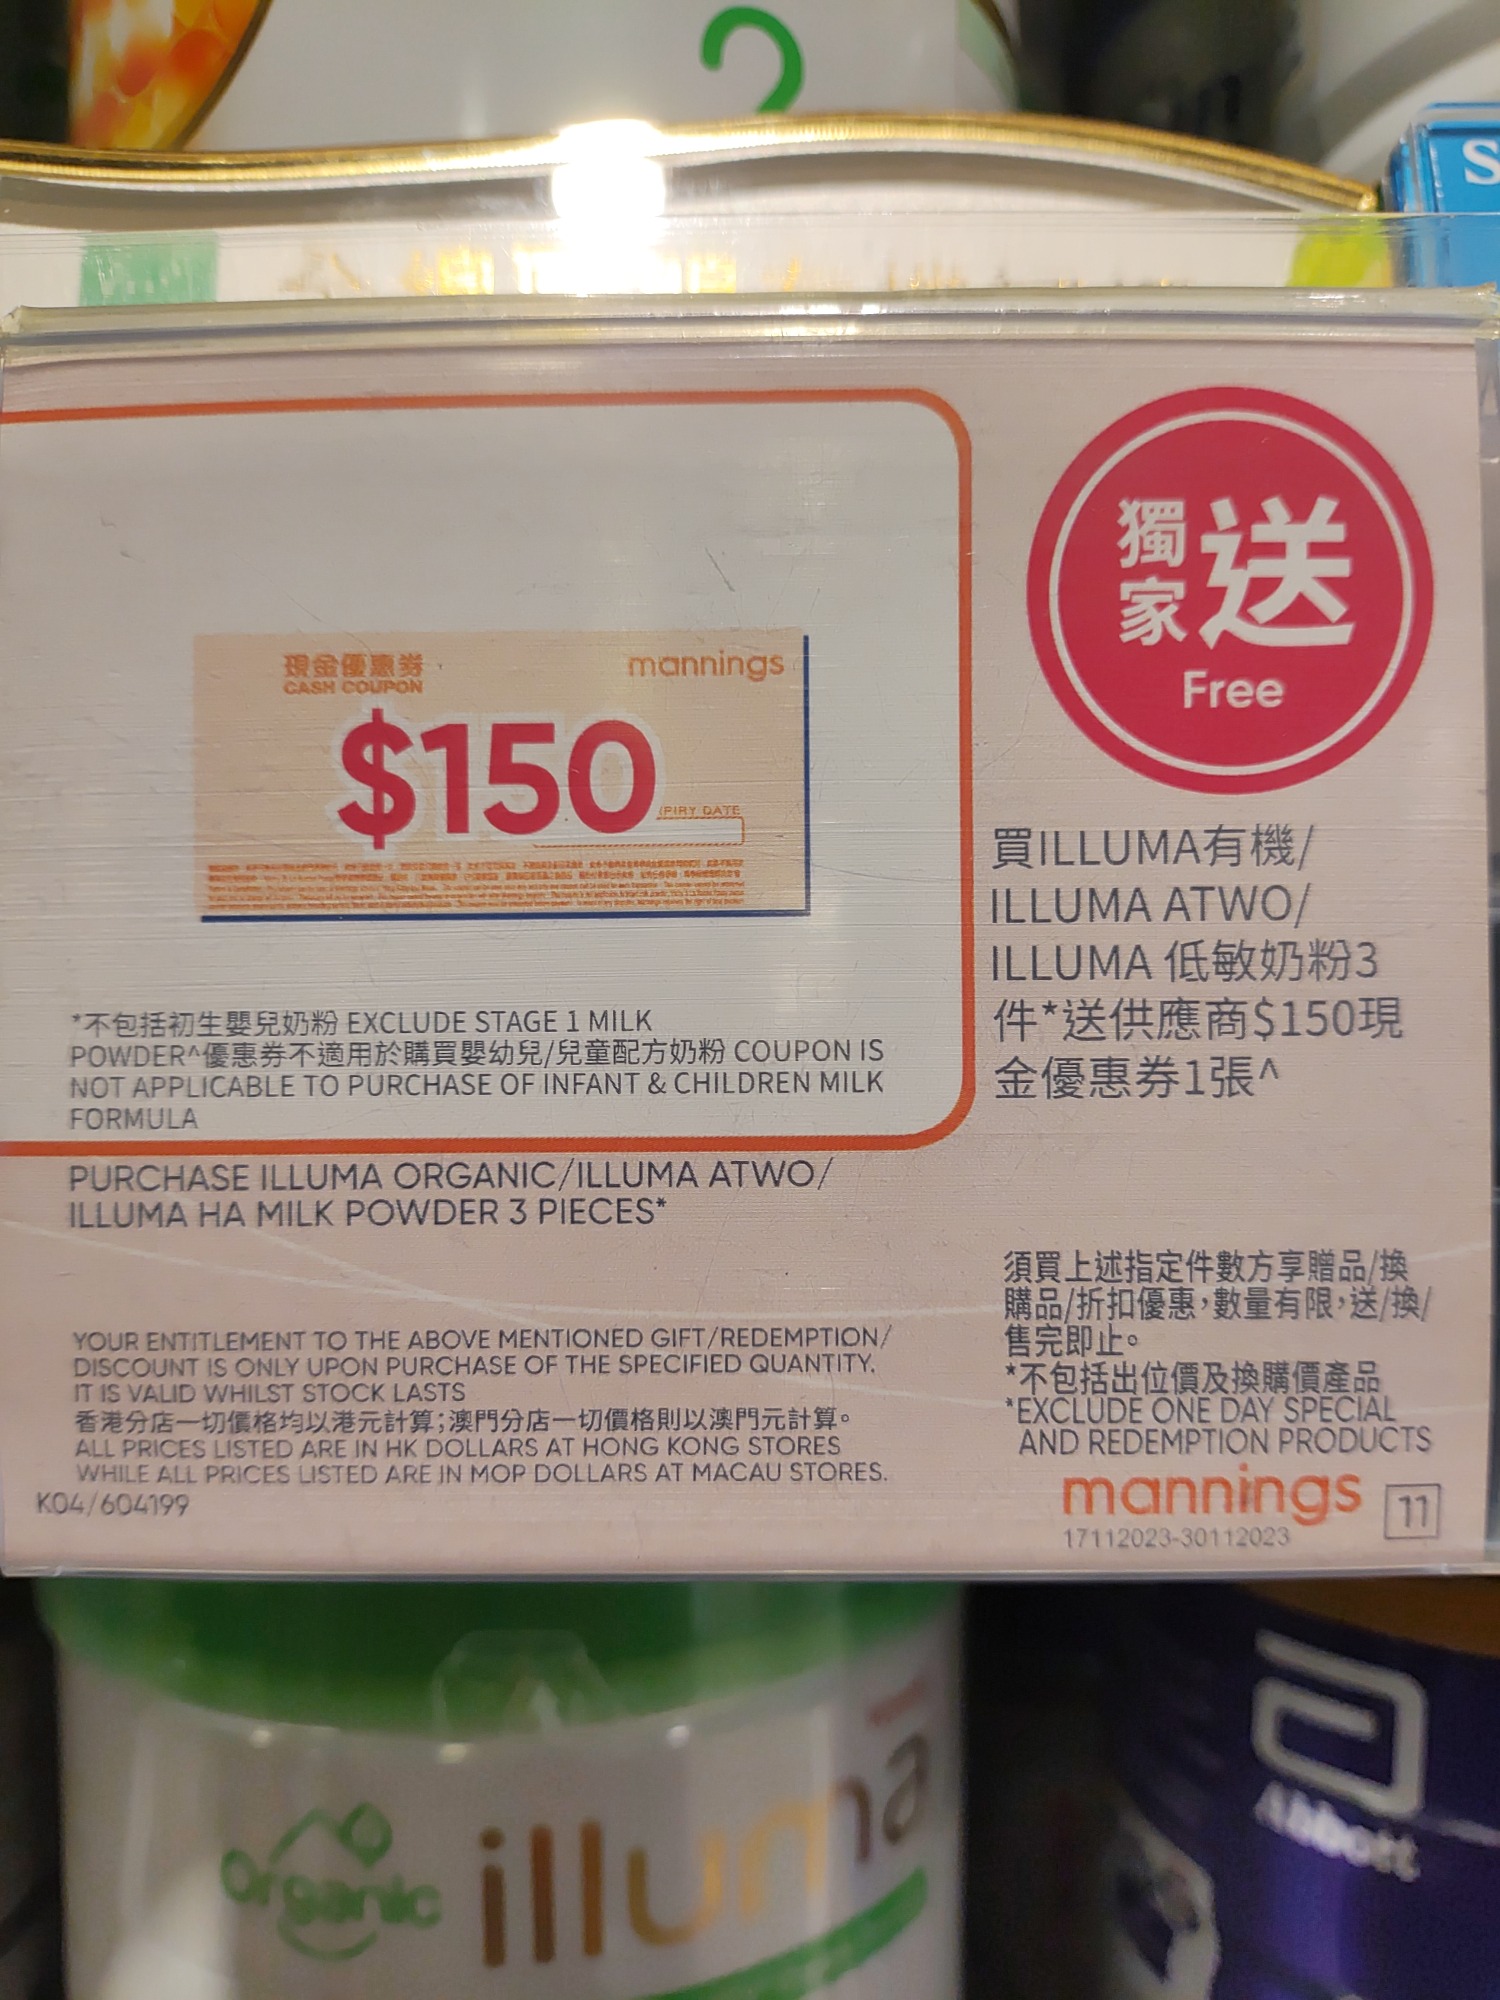 2
S
現金優惠券
CASH COUPON
mannings
$150
PIRY DATE
獨家
送
Free
買ILLUMA有機/
ILLUMA ATWO/
ILLUMA 低敏奶粉3
件*送供應商$150現
金優惠券1張^
*不包括初生嬰兒奶粉 EXCLUDE STAGE 1 MILK
POWDER^優惠券不適用於購買嬰幼兒/兒童配方奶粉 COUPON IS
NOT APPLICABLE TO PURCHASE OF INFANT & CHILDREN MILK
FORMULA
PURCHASE ILLUMA ORGANIC/ILLUMA ATWO/
ILLUMA HA MILK POWDER 3 PIECES*
須買上述指定件數方享贈品/換
購品/折扣優惠，數量有限，送/換/
售完即止。
*不包括出位價及換購價產品
*EXCLUDE ONE DAY SPECIAL
AND REDEMPTION PRODUCTS
YOUR ENTITLEMENT TO THE ABOVE MENTIONED GIFT/REDEMPTION/
DISCOUNT IS ONLY UPON PURCHASE OF THE SPECIFIED QUANTITY.
IT IS VALID WHILST STOCK LASTS
香港分店一切價格均以港元計算;澳門分店一切價格則以澳門元計算。
ALL PRICES LISTED ARE IN HK DOLLARS AT HONG KONG STORES
WHILE ALL PRICES LISTED ARE IN MOP DOLLARS AT MACAU STORES.
K04/604199
mannings
11
17112023-30112023
Organic
illuma
Abbott